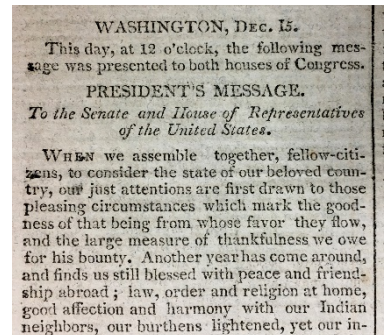 WASHINGTON, DEC. 15.
This day, at 12 o'clock, the following mes-
sage was presented to both houses of Congress.
PRESIDENT'S MESSAGE.
To the Senate and House of Representatives
of the United States.
WHEN we assemble together, fellow-citi-
zens, to consider the state of our beloved coun-
try, our just attentions are first drawn to those
pleasing circumstances which mark the good-
ness of that being from whose favor they flow,
and the large measure of thankfulness we owe
for his bounty. Another year has come around,
and finds us still blessed with peace and friend-
ship abroad; law, order and religion at home,
good affection and harmony with our Indian
neighbors, our burthens lightened, yet our in-